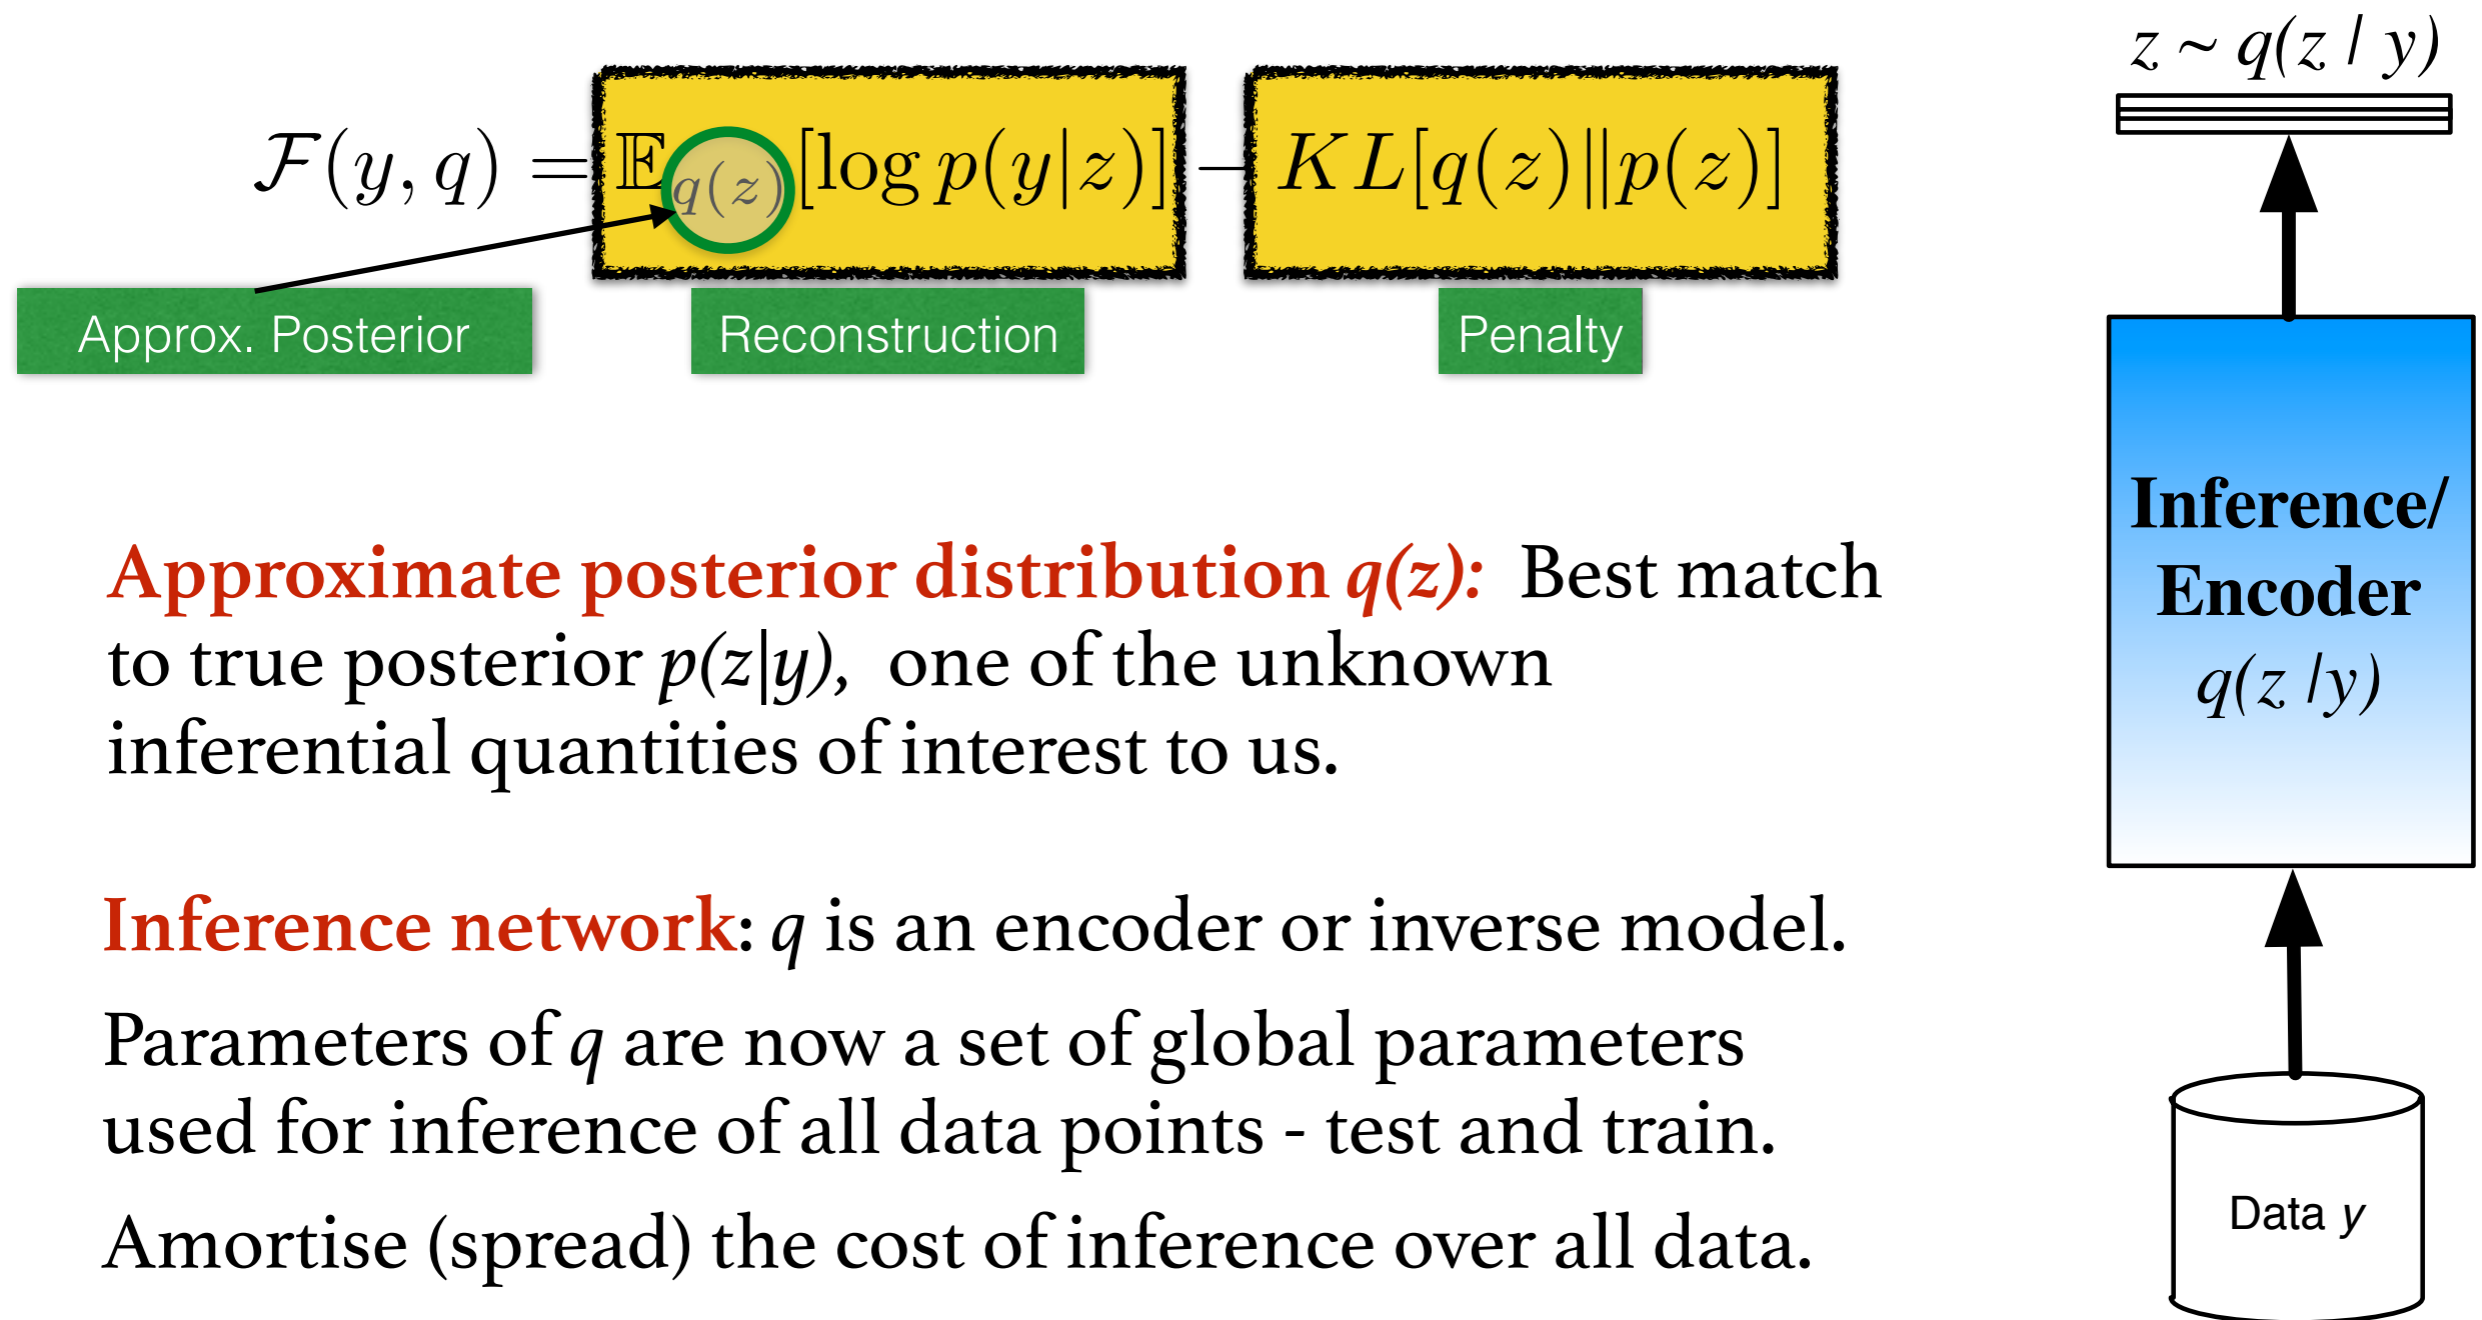 ℱ(y, q) = 𝔼q(z)[log p(y|z)] − KL[q(z)‖p(z)]
Approx. Posterior
Reconstruction
Penalty
Approximate posterior distribution q(z): Best match
to true posterior p(z|y), one of the unknown
inferential quantities of interest to us.
Inference network: q is an encoder or inverse model.
Parameters of q are now a set of global parameters
used for inference of all data points - test and train.
Amortise (spread) the cost of inference over all data.
z ~ q(z | y)
Inference/
Encoder
q(z |y)
Data y